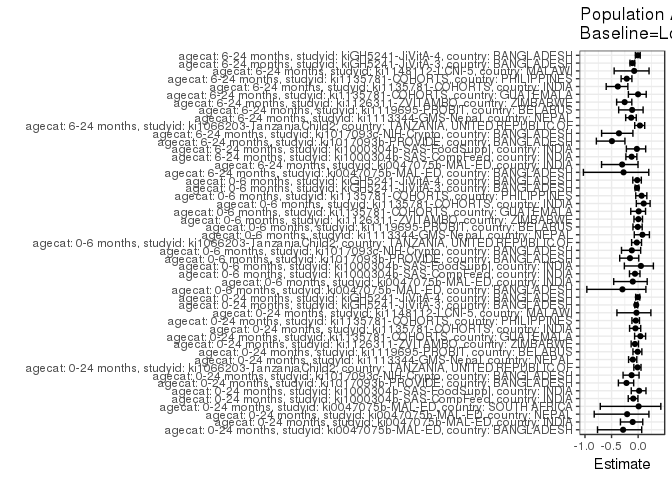 Population
Baseline=Lo
agecat: 6-24 months, studyid: kiGH5241-JiVitA-4, country: BANGLADESH
agecat: 6-24 months, studyid: kiGH5241-JiVitA-3, country: BANGLADESH
agecat: 6-24 months, studyid: ki1148112-LCNI-5, country: MALAWI
agecat: 6-24 months, studyid: ki1135781-COHORTS, country: PHILIPPINES
agecat: 6-24 months, studyid: ki1135781-COHORTS, country: INDIA
agecat: 6-24 months, studyid: ki1135781-COHORTS, country: GUATEMALA
agecat: 6-24 months, studyid: ki1126311-ZVITAMBO, country: ZIMBABWE
agecat: 6-24 months, studyid: ki1119695-PROBIT, country: BELARUS
agecat: 6-24 months, studyid: ki1113344-GMS-Nepal, country: NEPAL
agecat: 6-24 months, studyid: ki1066203-TanzaniaChild2, country: TANZANIA, UNITED REPUBLIC OF
agecat: 6-24 months, studyid: ki1017093c-NIH-Crypto, country: BANGLADESH
agecat: 6-24 months, studyid: ki1017093b-PROVIDE, country: BANGLADESH
agecat: 6-24 months, studyid: ki1000304b-SAS-FoodSuppl, country: INDIA
agecat: 6-24 months, studyid: ki1000304b-SAS-CompFeed, country: INDIA
agecat: 6-24 months, studyid: ki0047075b-MAL-ED, country: INDIA
agecat: 6-24 months, studyid: ki0047075b-MAL-ED, country: BANGLADESH
agecat: 0-6 months, studyid: kiGH5241-JiVitA-4, country: BANGLADESH
agecat: 0-6 months, studyid: kiGH5241-JiVitA-3, country: BANGLADESH
agecat: 0-6 months, studyid: ki1135781-COHORTS, country: PHILIPPINES
agecat: 0-6 months, studyid: ki1135781-COHORTS, country: INDIA
agecat: 0-6 months, studyid: ki1135781-COHORTS, country: GUATEMALA
agecat: 0-6 months, studyid: ki1126311-ZVITAMBO, country: ZIMBABWE
agecat: 0-6 months, studyid: ki1119695-PROBIT, country: BELARUS
agecat: 0-6 months, studyid: ki1113344-GMS-Nepal, country: NEPAL
agecat: 0-6 months, studyid: ki1066203-TanzaniaChild2, country: TANZANIA, UNITED REPUBLIC OF
agecat: 0-6 months, studyid: ki1017093c-NIH-Crypto, country: BANGLADESH
agecat: 0-6 months, studyid: ki1017093b-PROVIDE, country: BANGLADESH
agecat: 0-6 months, studyid: ki1000304b-SAS-FoodSuppl, country: INDIA
agecat: 0-6 months, studyid: ki1000304b-SAS-CompFeed, country: INDIA
agecat: 0-6 months, studyid: ki0047075b-MAL-ED, country: INDIA
agecat: 0-6 months, studyid: ki0047075b-MAL-ED, country: BANGLADESH
agecat: 0-24 months, studyid: kiGH5241-JiVitA-4, country: BANGLADESH
agecat: 0-24 months, studyid: kiGH5241-JiVitA-3, country: BANGLADESH
agecat: 0-24 months, studyid: ki1148112-LCNI-5, country: MALAWI
agecat: 0-24 months, studyid: ki1135781-COHORTS, country: PHILIPPINES
agecat: 0-24 months, studyid: ki1135781-COHORTS, country: INDIA
agecat: 0-24 months, studyid: ki1135781-COHORTS, country: GUATEMALA
agecat: 0-24 months, studyid: ki1126311-ZVITAMBO, country: ZIMBABWE
agecat: 0-24 months, studyid: ki1119695-PROBIT, country: BELARUS
agecat: 0-24 months, studyid: ki1113344-GMS-Nepal, country: NEPAL
agecat: 0-24 months, studyid: ki1066203-TanzaniaChild2, country: TANZANIA, UNITED REPUBLIC OF
agecat: 0-24 months, studyid: ki1017093c-NIH-Crypto, country: BANGLADESH
agecat: 0-24 months, studyid: ki1017093b-PROVIDE, country: BANGLADESH
agecat: 0-24 months, studyid: ki1000304b-SAS-FoodSuppl, country: INDIA
agecat: 0-24 months, studyid: ki1000304b-SAS-CompFeed, country: INDIA
agecat: 0-24 months, studyid: ki0047075b-MAL-ED, country: SOUTH AFRICA
agecat: 0-24 months, studyid: ki0047075b-MAL-ED, country: NEPAL
agecat: 0-24 months, studyid: ki0047075b-MAL-ED, country: INDIA
agecat: 0-24 months, studyid: ki0047075b-MAL-ED, country: BANGLADESH
-1.0 -0.5 0.0
Estimate